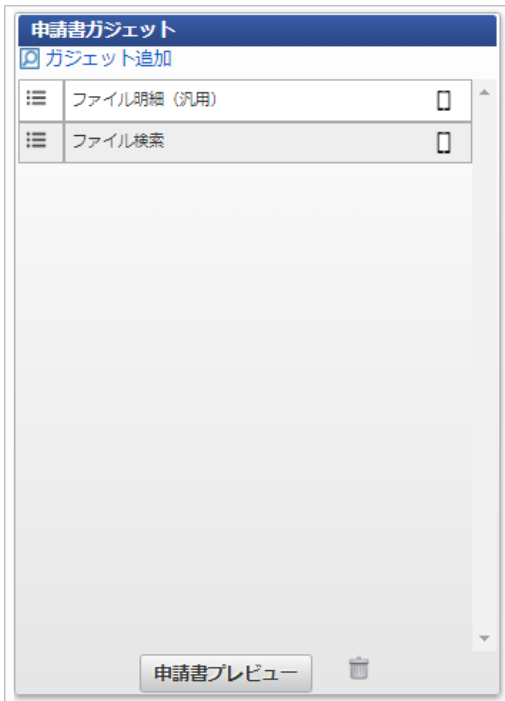 申請書ガジェット
ガジェット追加
ファイル明細（汎用）
ファイル検索
申請書プレビュー